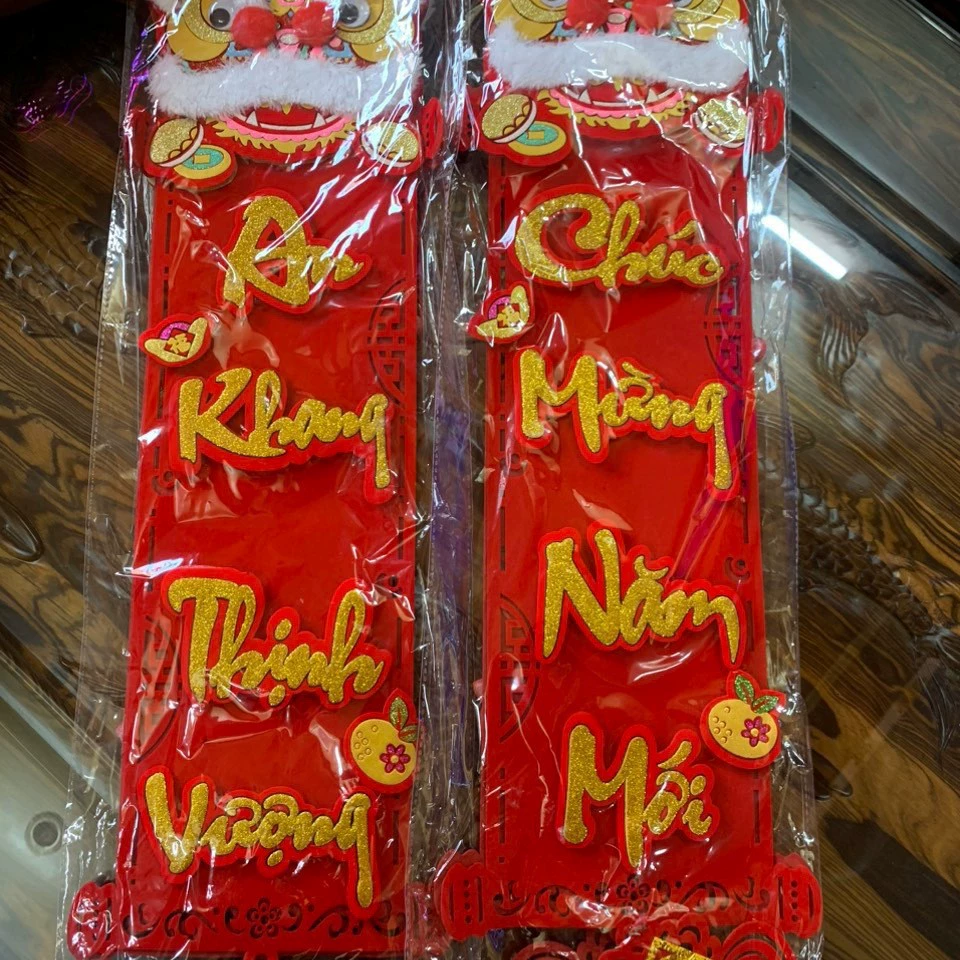 An
Khang
Thịnh
Vượng
Chúc
Mừng
Năm
Mới